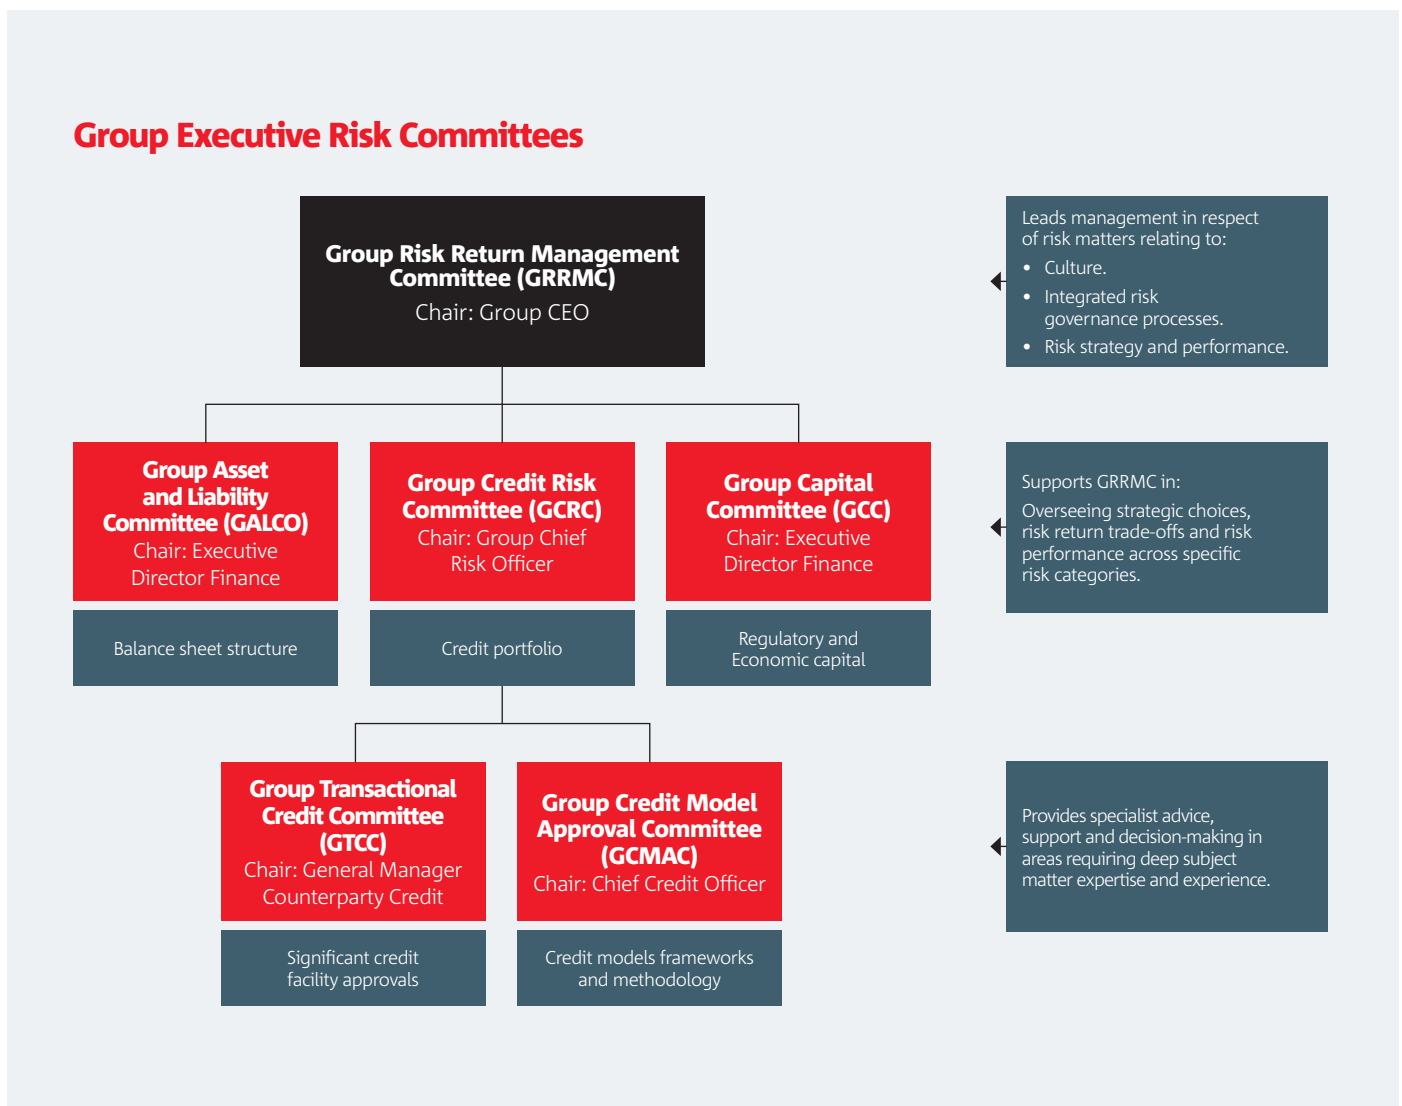 Group Executive Risk Committees
Group Risk Return Management
Committee (GRRMC)
Chair: Group CEO
Leads management in respect
of risk matters relating to:
• Culture.
• Integrated risk
governance processes.
• Risk strategy and performance.
Group Asset
and Liability
Committee (GALCO)
Chair: Executive
Director Finance
Balance sheet structure
Group Credit Risk
Committee (GCRC)
Chair: Group Chief
Risk Officer
Credit portfolio
Group Capital
Committee (GCC)
Chair: Executive
Director Finance
Regulatory and
Economic capital
Supports GRRMC in:
Overseeing strategic choices,
risk return trade-offs and risk
performance across specific
risk categories.
Group Transactional
Credit Committee
(GTCC)
Chair: General Manager
Counterparty Credit
Significant credit
facility approvals
Group Credit Model
Approval Committee
(GCMAC)
Chair: Chief Credit Officer
Credit models frameworks
and methodology
Provides specialist advice,
support and decision-making in
areas requiring deep subject
matter expertise and experience.